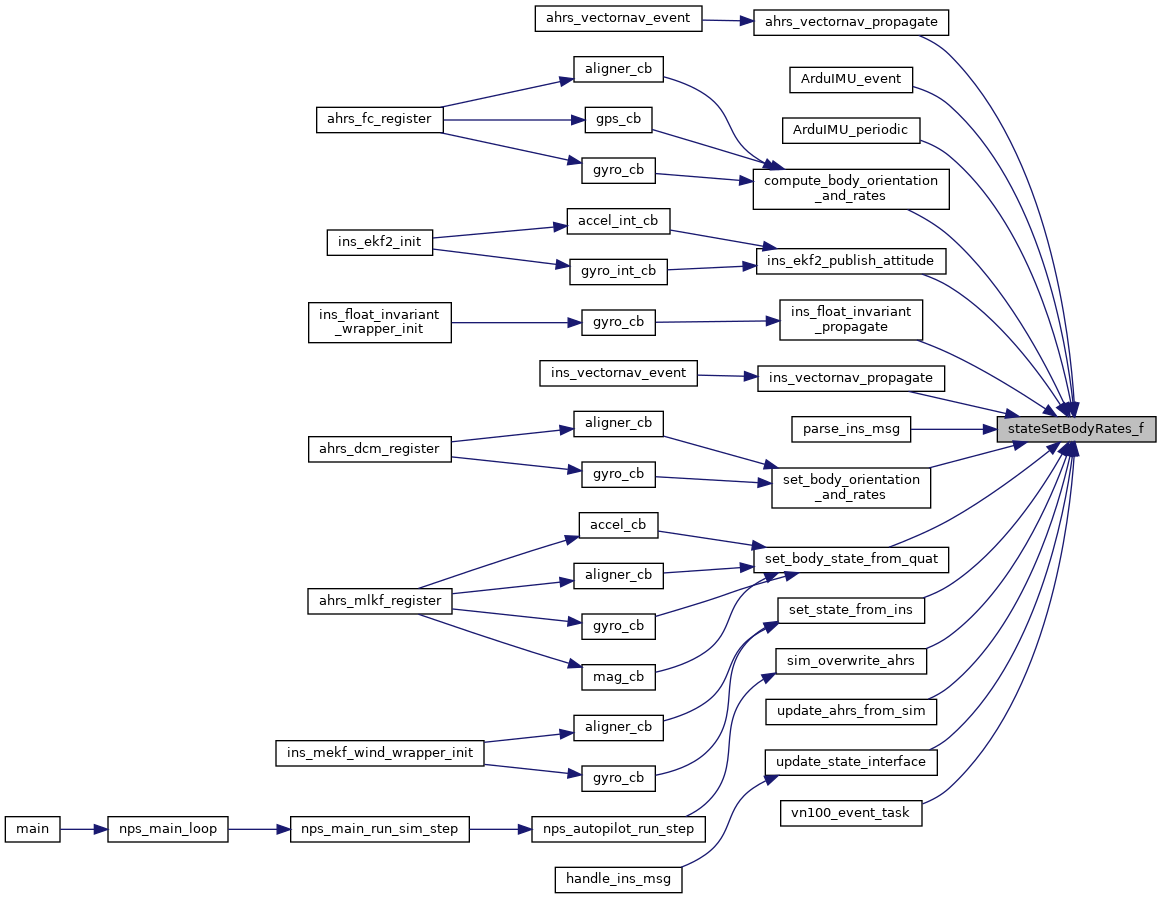 ahrs_vectornav_event
ahrs_vectornav_propagate
aligner_cb
ArduIMU_event
ahrs_fc_register
gps_cb
ArduIMU_periodic
gyro_cb
compute_body_orientation
_and_rates
accel_int_cb
ins_ekf2_init
gyro_int_cb
ins_ekf2_publish_attitude
ins_float_invariant
_wrapper_init
gyro_cb
ins_float_invariant
_propagate
ins_vectornav_event
ins_vectornav_propagate
aligner_cb
parse_ins_msg
stateSetBodyRates_f
ahrs_dcm_register
gyro_cb
set_body_orientation
_and_rates
accel_cb
set_body_state_from_quat
aligner_cb
ahrs_mlkf_register
gyro_cb
set_state_from_ins
mag_cb
sim_overwrite_ahrs
aligner_cb
update_ahrs_from_sim
ins_mekf_wind_wrapper_init
gyro_cb
update_state_interface
main
nps_main_loop
nps_main_run_sim_step
nps_autopilot_run_step
vn100_event_task
handle_ins_msg